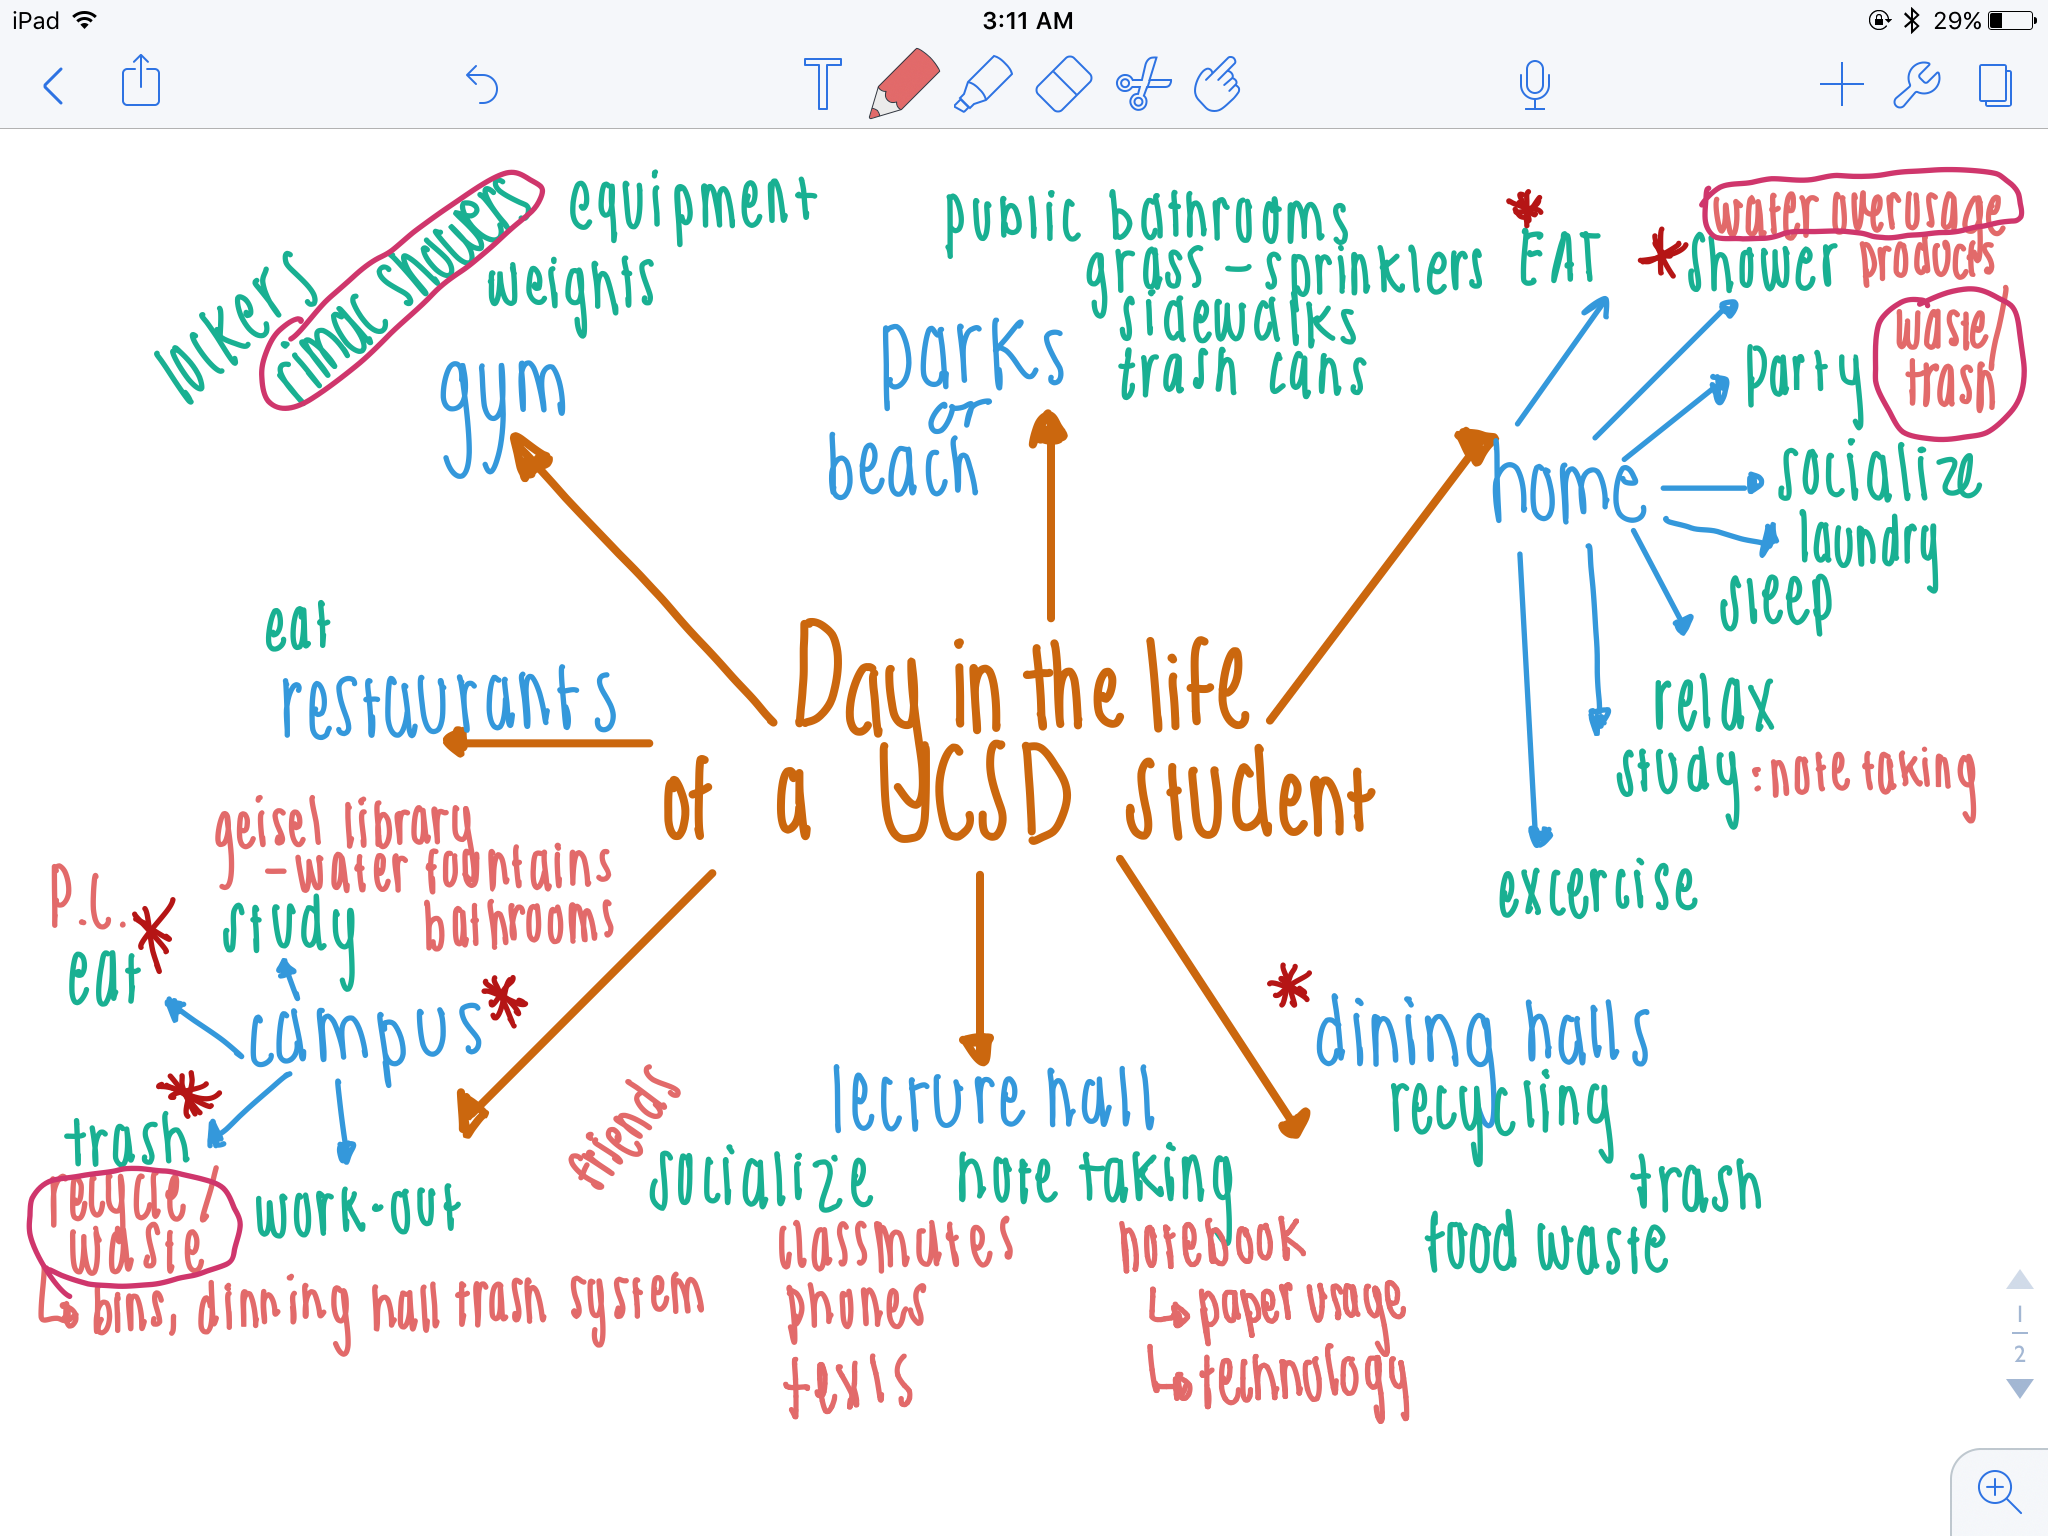 iPad
3:11 AM
29%
equipment
weights
lockers
rimac showers
gym
public bathrooms
grass - sprinklers
sidewalks
trash cans
parks
or
beach
EAT
shower
water overusage
products
waste/
trash
party
socialize
laundry
sleep
relax
study : note taking
excercise
home
eat
restaurants
Day in the life
of a UCSD student
geisel library
- water fountains
bathrooms
study
P.C.
eat
campus
trash
recycle/
waste
work-out
bins, dinning hall trash system
friends
lecture hall
socialize
note taking
classmates
phones
texts
notebook
paper usage
technology
dining halls
recycling
trash
food waste
1
2